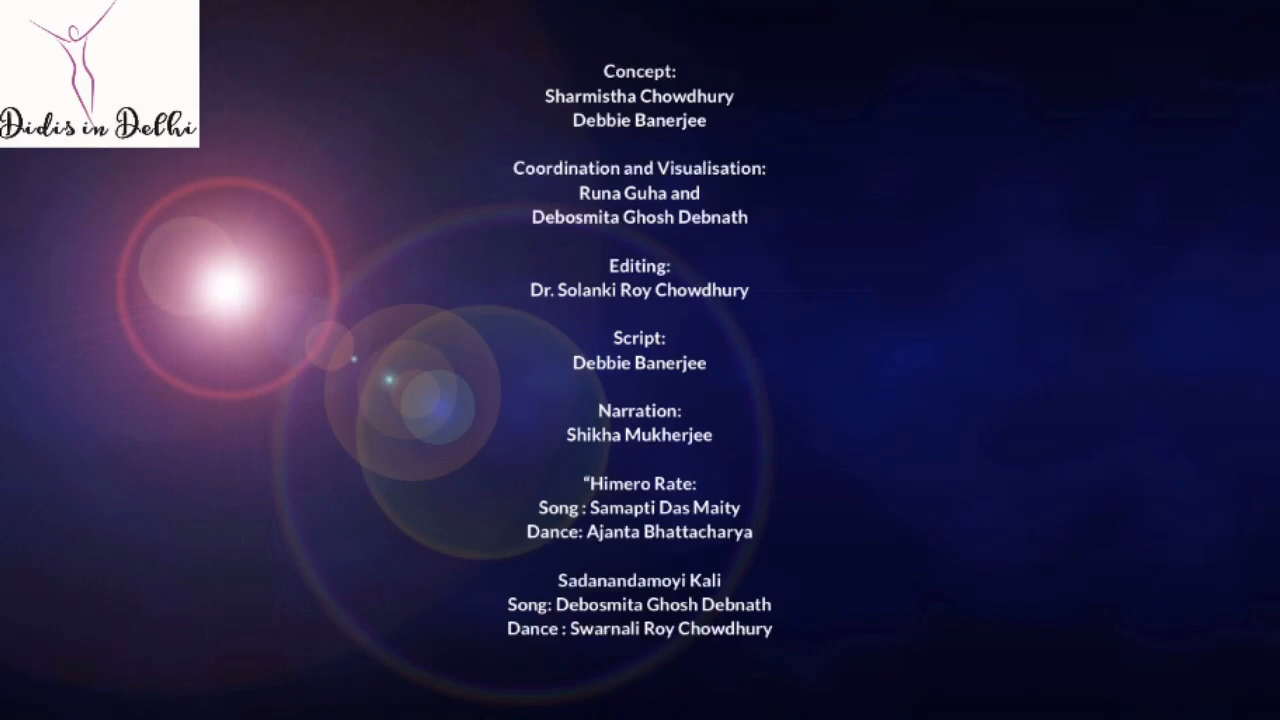 Didis in Delhi
Concept:
Sharmistha Chowdhury
Debbie Banerjee
Coordination and Visualisation:
Runa Guha and
Debosmita Ghosh Debnath
Editing:
Dr. Solanki Roy Chowdhury
Script:
Debbie Banerjee
Narration:
Shikha Mukherjee
“Himero Rate:
Song : Samapti Das Maity
Dance: Ajanta Bhattacharya
Sadanandamoyi Kali
Song: Debosmita Ghosh Debnath
Dance : Swarnali Roy Chowdhury